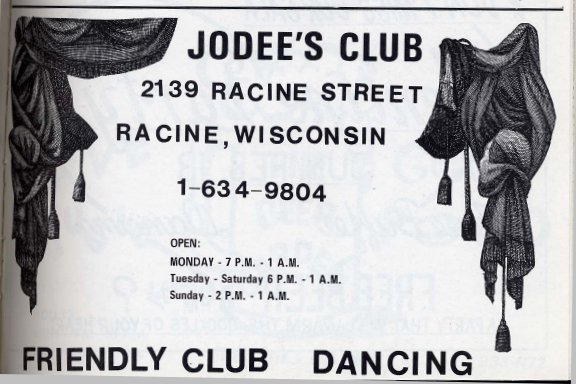 JODEE'S CLUB
2139 RACINE STREET
RACINE, WISCONSIN
1-634-9804
OPEN:
MONDAY - 7 P.M. - 1 A.M.
Tuesday - Saturday 6 P.M. - 1 A.M.
Sunday - 2 P.M. - 1 A.M.
FRIENDLY CLUB DANCING